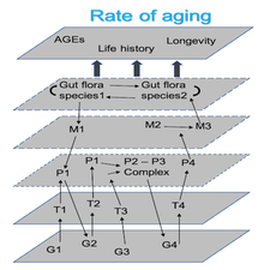 Rate of aging
AGEs
Life history
Longevity
Gut flora species1
Gut flora species2
M1
M2
M3
P1
P1
P2 – P3 Complex
P4
T1
T2
T3
T4
G1
G2
G3
G4